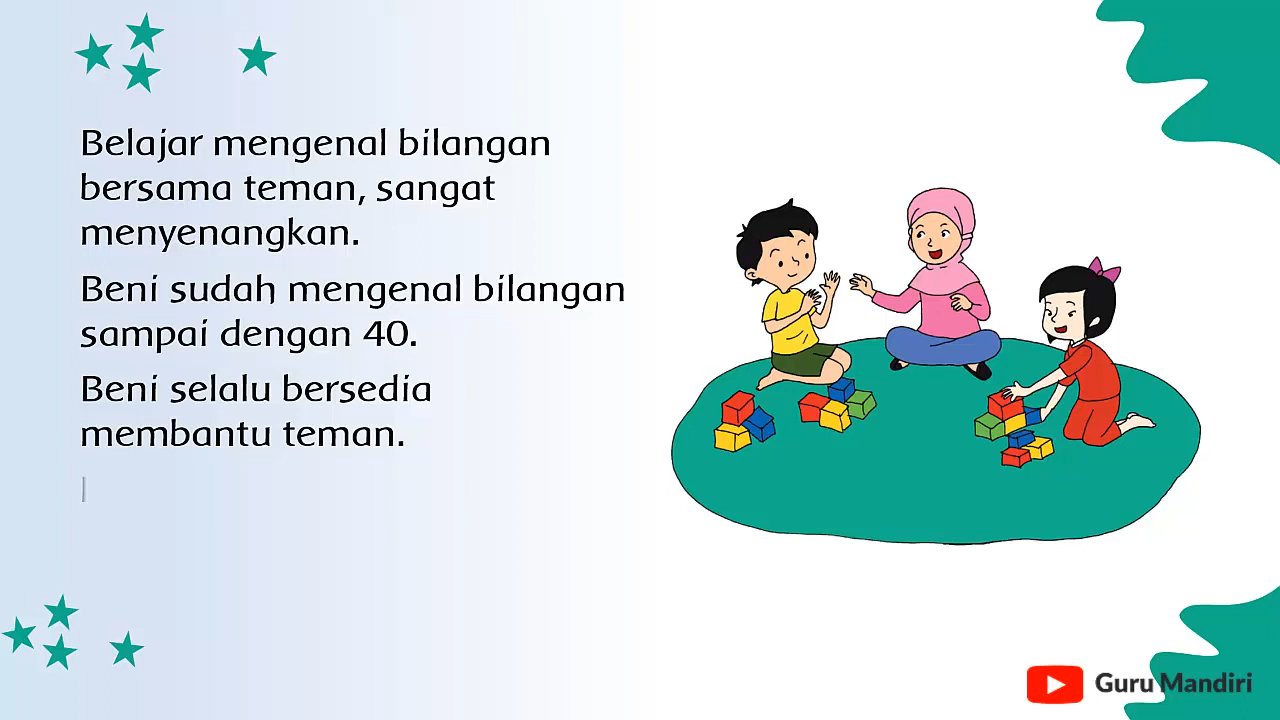 Belajar mengenal bilangan
bersama teman, sangat
menyenangkan.
Beni sudah mengenal bilangan
sampai dengan 40.
Beni selalu bersedia
membantu teman.
Guru Mandiri